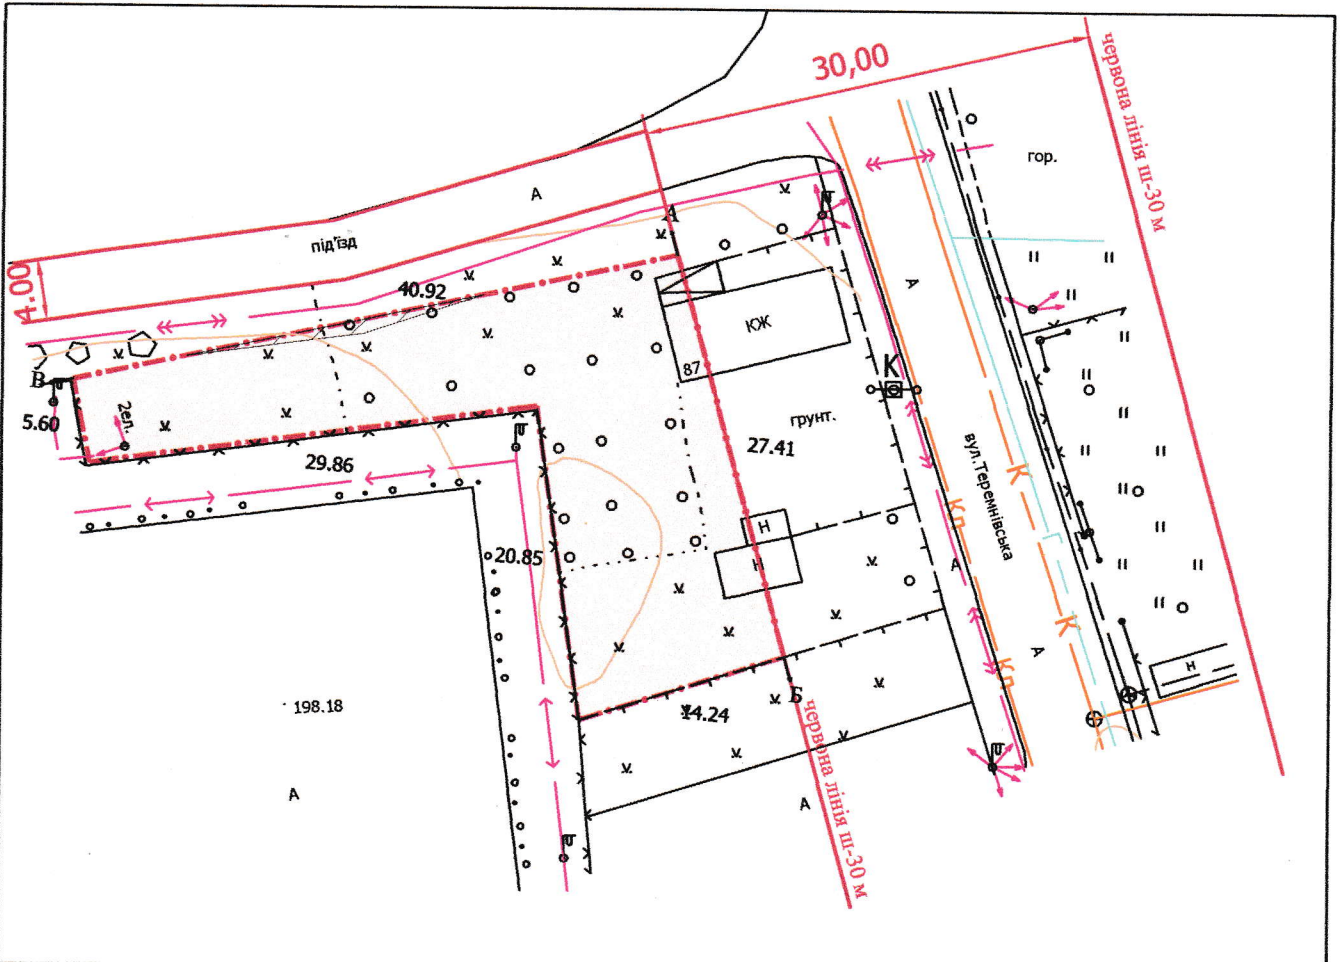 30,00
червона лінія ш-30 м
гор.
А
А
під'їзд
4.00
40.92
А
КЖ
87
В
5.60
2ел.
К
грунт.
27.41
29.86
вул.Теремнівська
К
Кл
Н
Н
20.85
А
К
А
Кл
н
Б
14.24
198.18
червона лінія ш-30 м
А
А